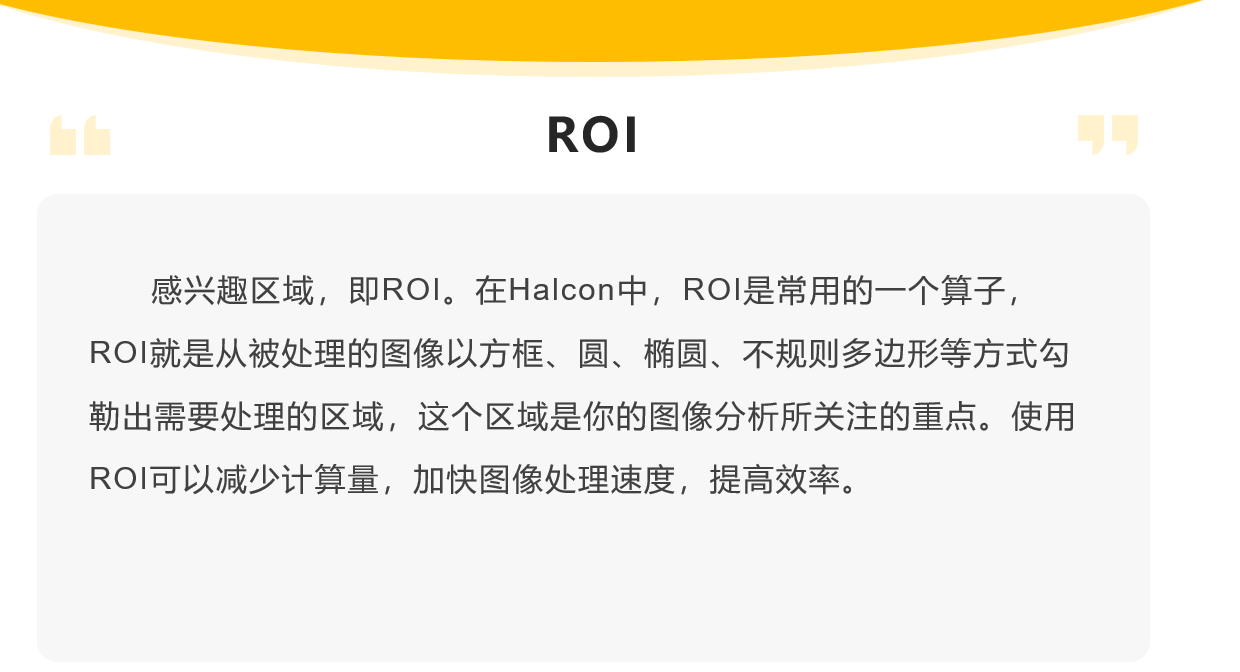 ROI
感兴趣区域，即ROI。在Halcon中，ROI是常用的一个算子，
ROI就是从被处理的图像以方框、圆、椭圆、不规则多边形等方式勾
勒出需要处理的区域，这个区域是你的图像分析所关注的重点。使用
ROI可以减少计算量，加快图像处理速度，提高效率。